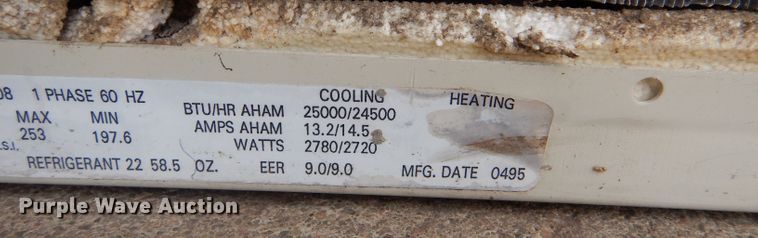 COOLING HEATING
08 1 PHASE 60 HZ BTU/HR AHAM 25000/24500
MAX MIN AMPS AHAM 13.2/14.5
253 197.6 WATTS 2780/2720
S.I.
REFRIGERANT 22 58.5 OZ. EER 9.0/9.0 MFG. DATE 0495
Purple Wave Auction